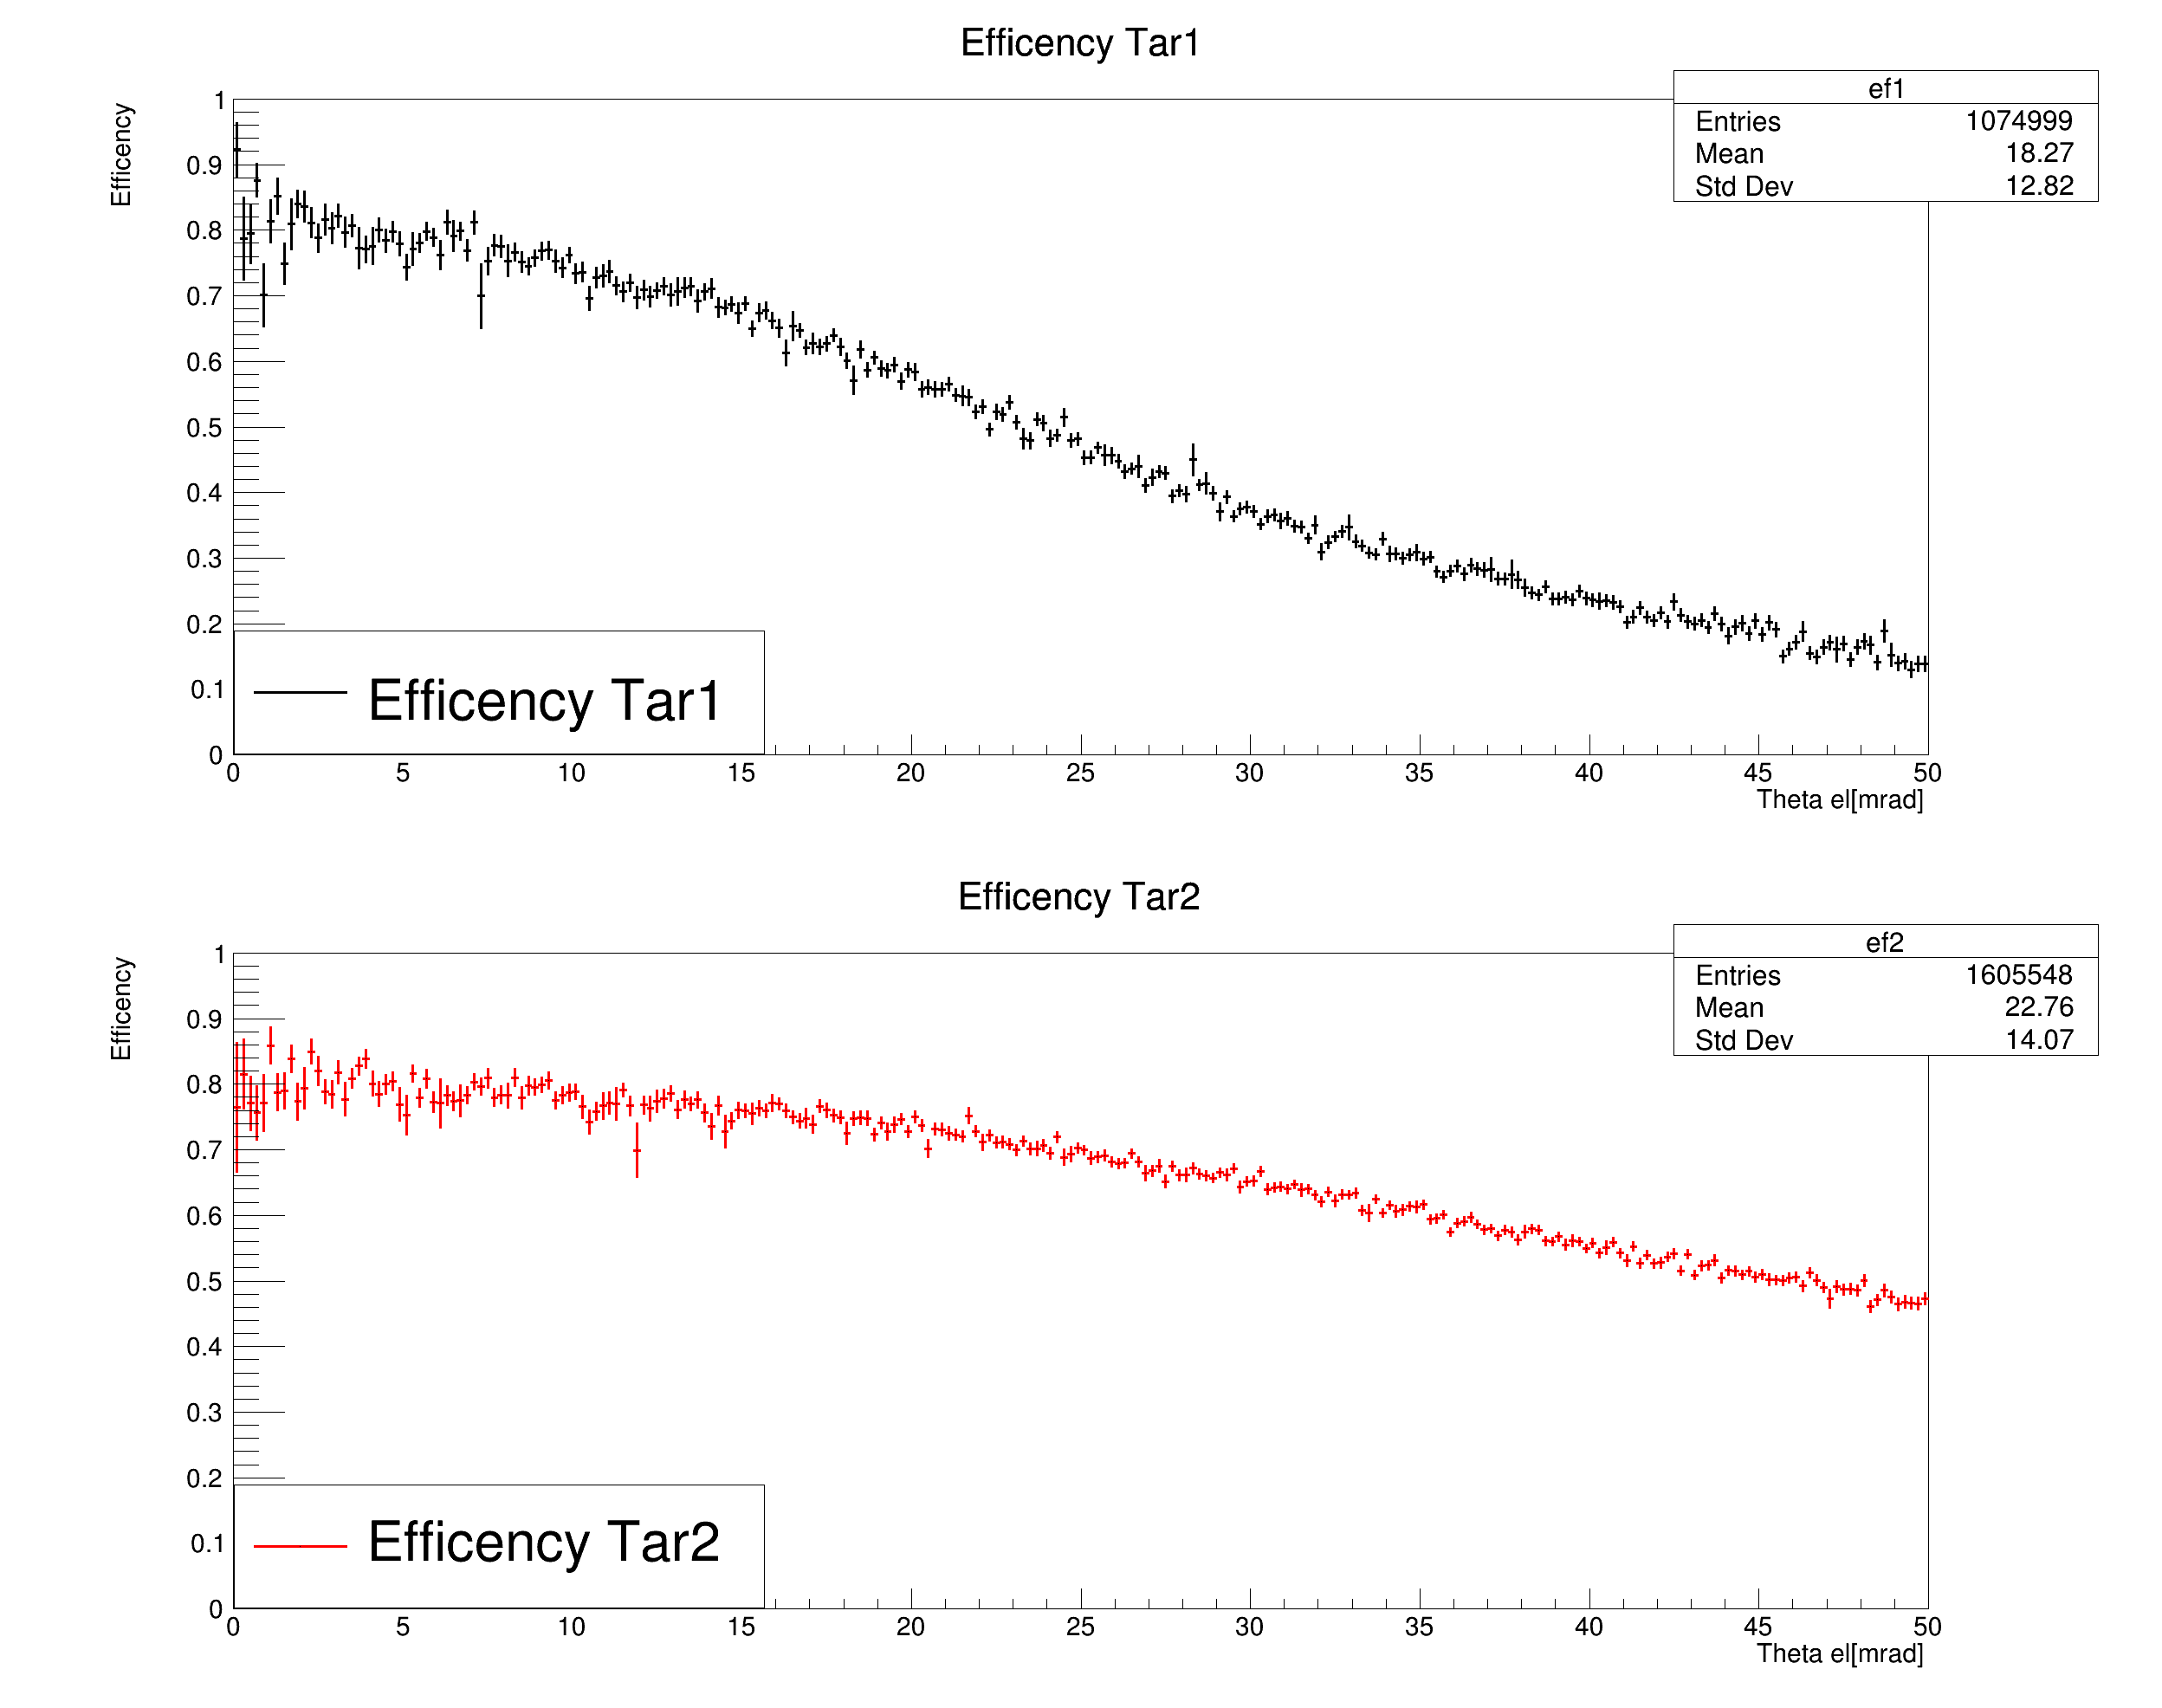 Efficency Tar1
Efficency
ef1
Entries 1074999
Mean 18.27
Std Dev 12.82
1
0.9
0.8
0.7
0.6
0.5
0.4
0.3
0.2
0.1
0
Efficency Tar1
0 5 10 15 20 25 30 35 40 45 50
Theta el[mrad]
Efficency Tar2
Efficency
ef2
Entries 1605548
Mean 22.76
Std Dev 14.07
1
0.9
0.8
0.7
0.6
0.5
0.4
0.3
0.2
0.1
0
Efficency Tar2
0 5 10 15 20 25 30 35 40 45 50
Theta el[mrad]